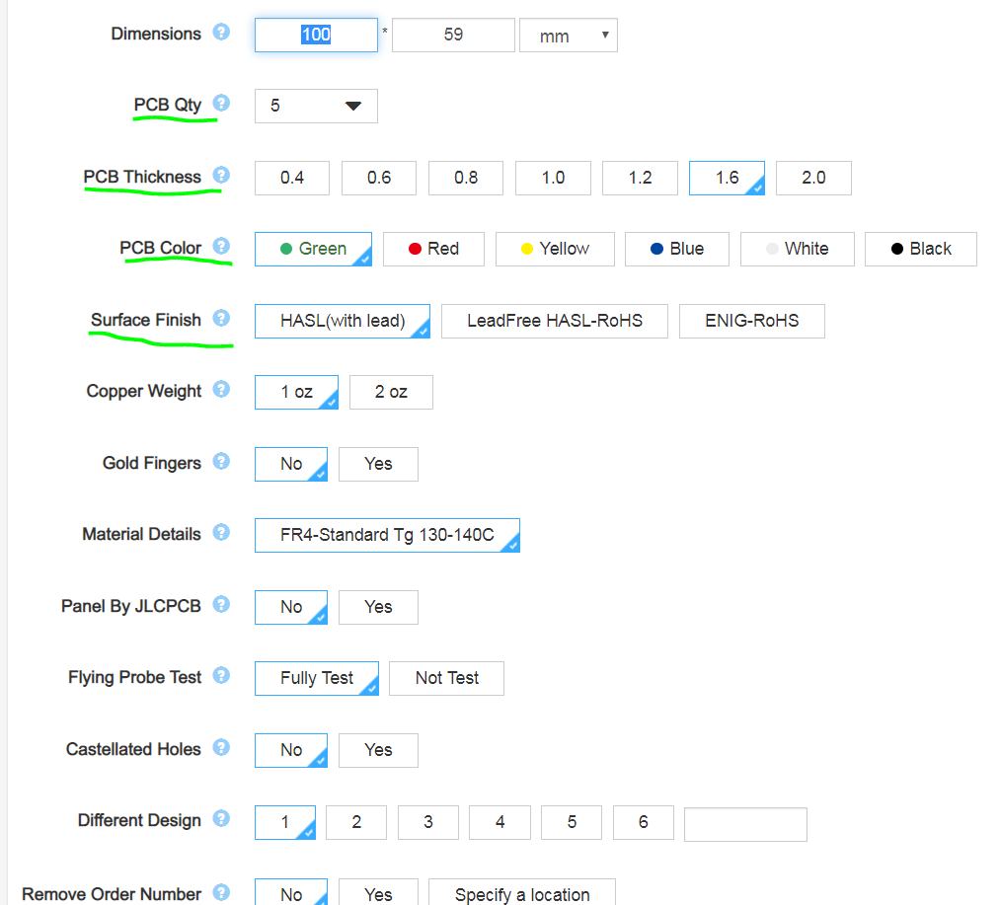 Dimensions ? 100 * 59 mm
PCB Qty ? 5
PCB Thickness ? 0.4 0.6 0.8 1.0 1.2 1.6 2.0
PCB Color ? Green Red Yellow Blue White Black
Surface Finish ? HASL(with lead) LeadFree HASL-RoHS ENIG-RoHS
Copper Weight ? 1 oz 2 oz
Gold Fingers ? No Yes
Material Details ? FR4-Standard Tg 130-140C
Panel By JLCPCB ? No Yes
Flying Probe Test ? Fully Test Not Test
Castellated Holes ? No Yes
Different Design ? 1 2 3 4 5 6
Remove Order Number ? No Yes Specify a location